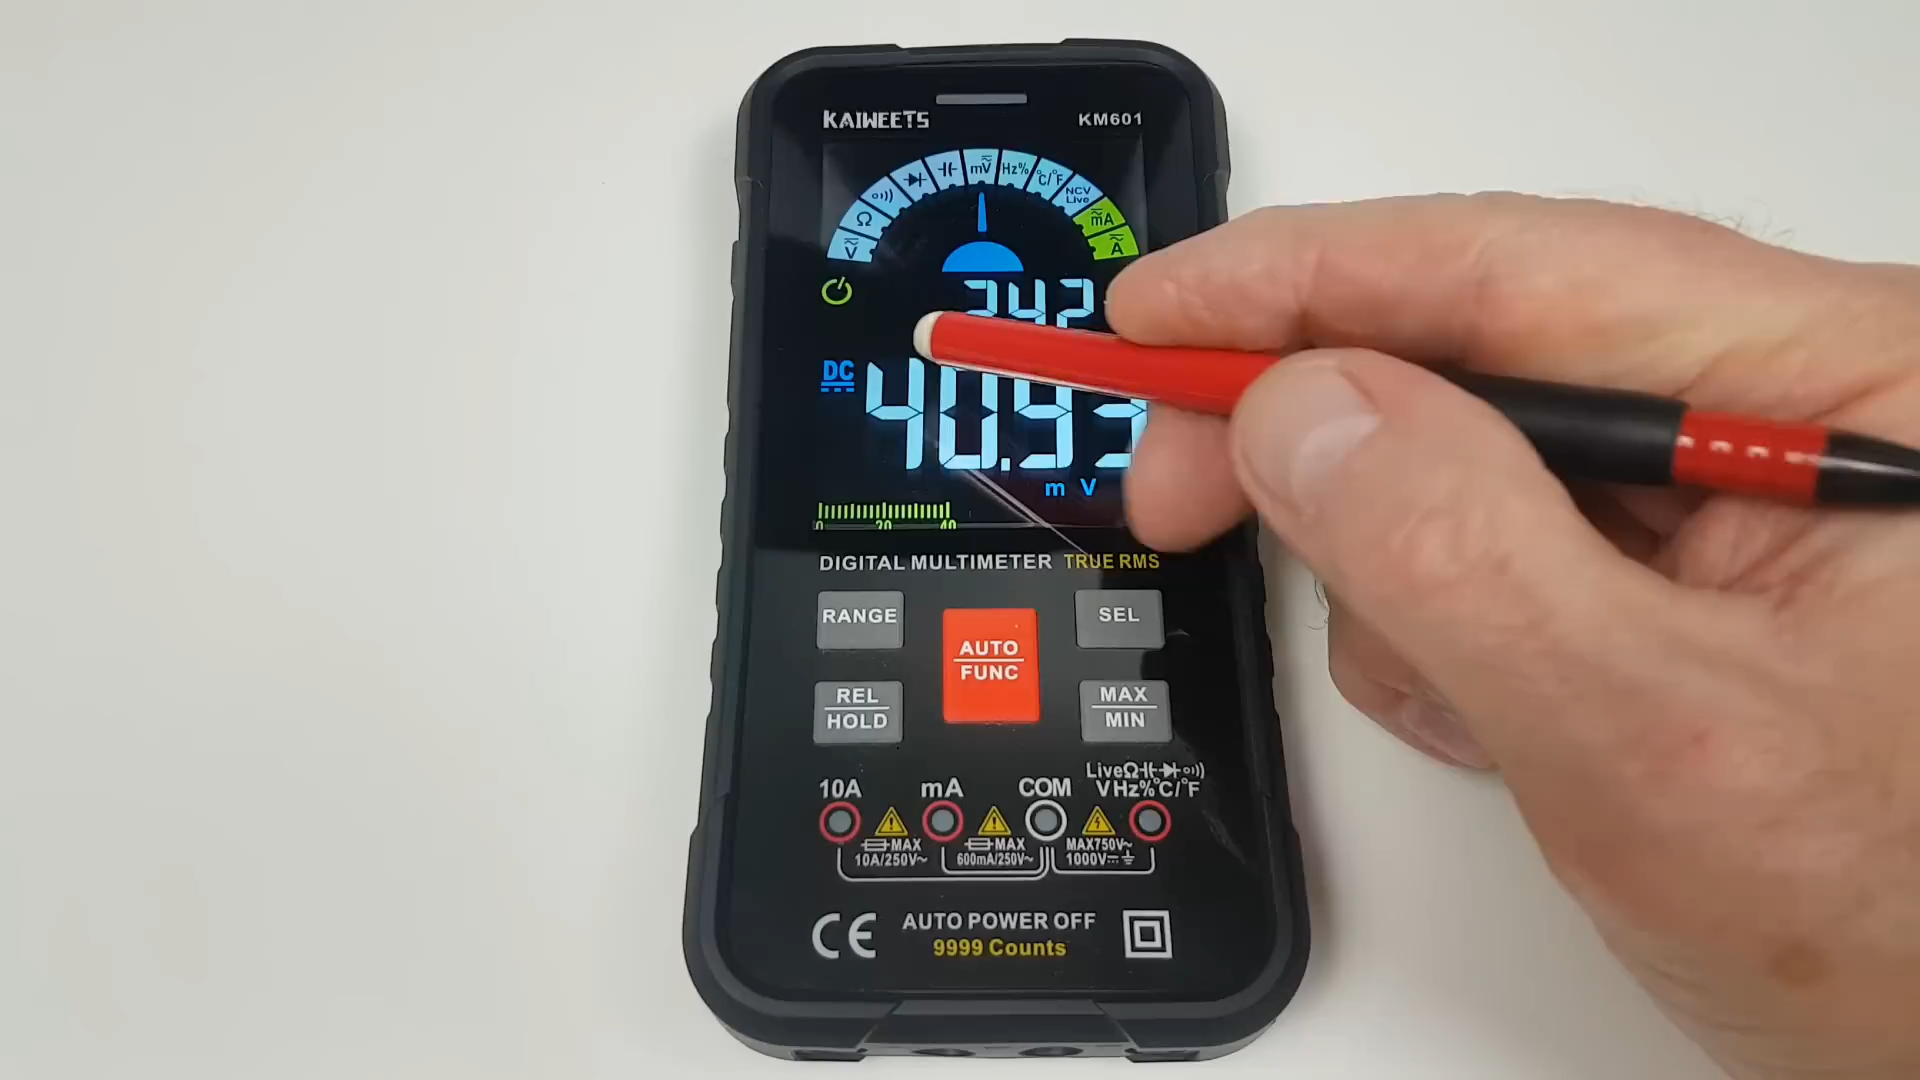 KAIWEETS KM601
V Ω mV Hz% °C/°F NCV Live mA A
DC
m V
0 20 40
DIGITAL MULTIMETER TRUE RMS
RANGE
SEL
AUTO
FUNC
REL
HOLD
MAX
MIN
LiveΩ
10A mA COM VHz%°C/°F
MAX MAX MAX750V~
10A/250V~ 600mA/250V~ 1000V
CE AUTO POWER OFF
9999 Counts